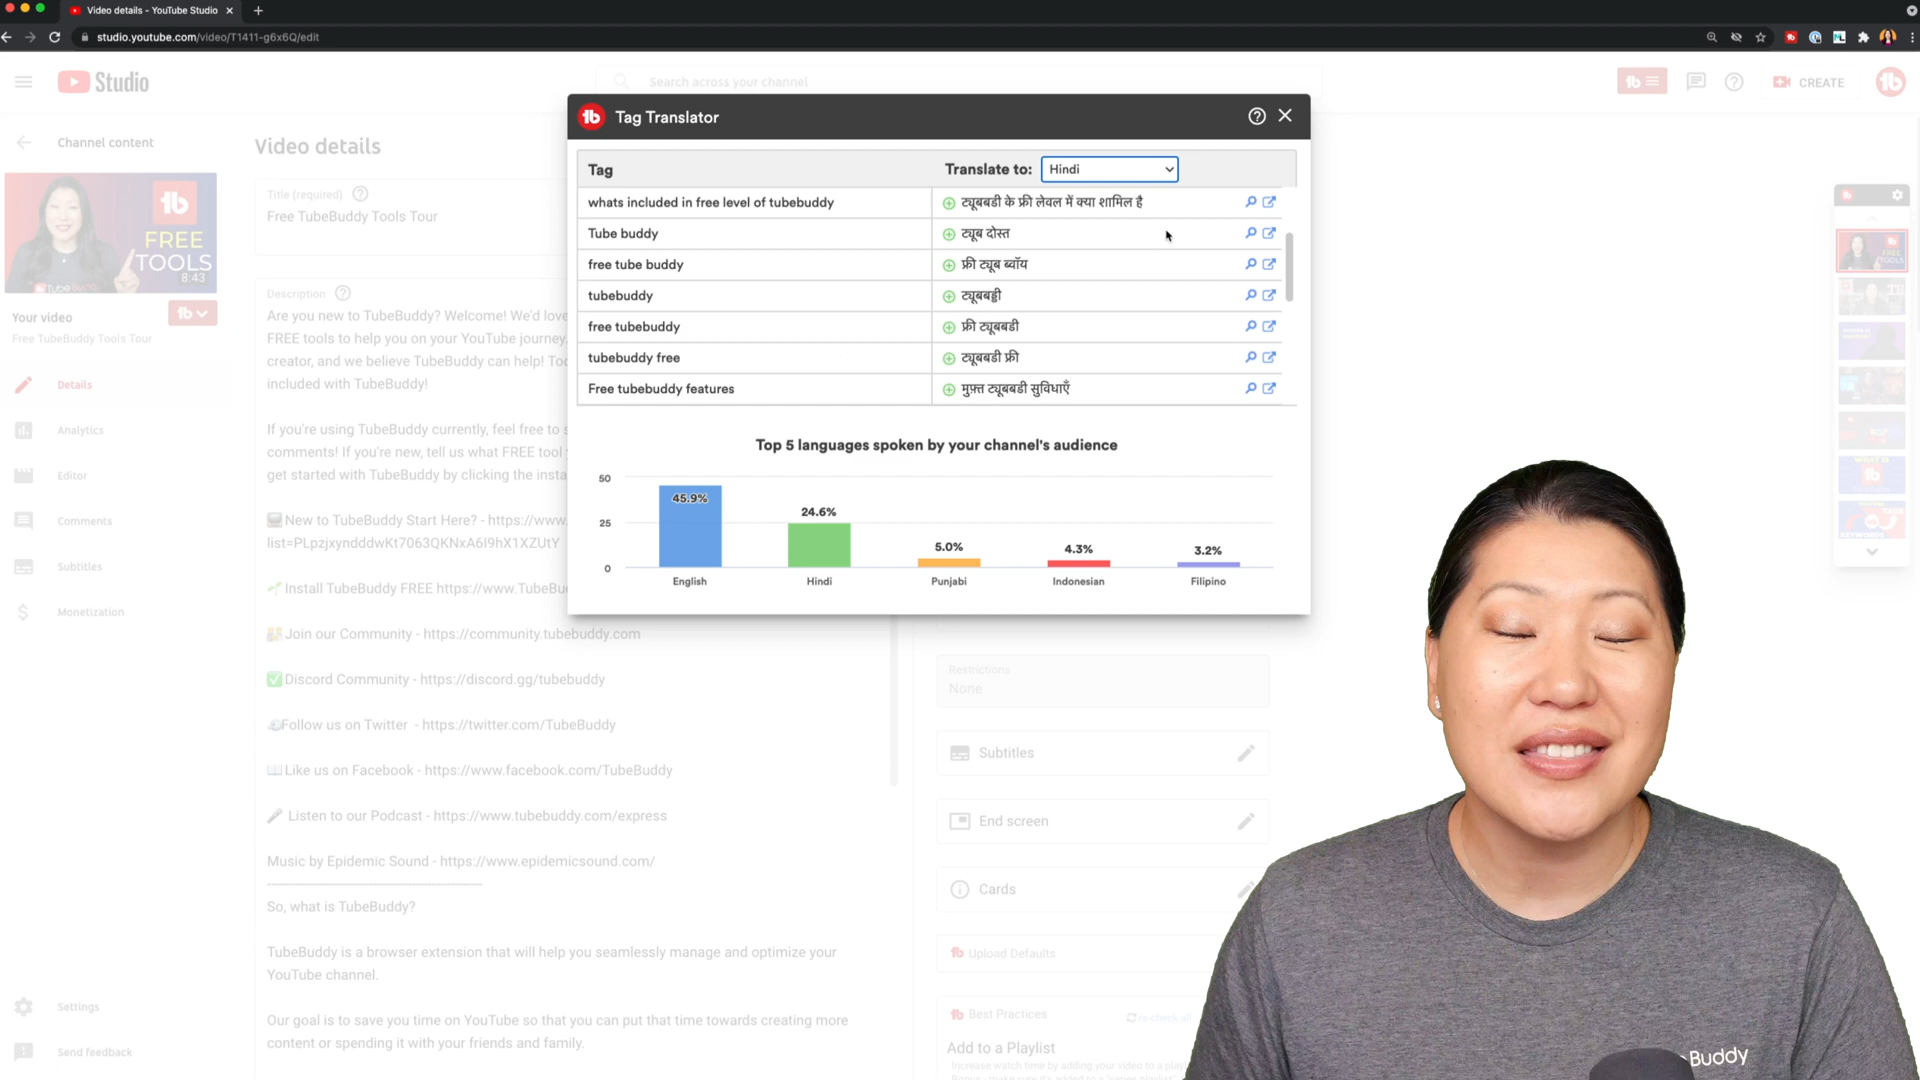 Video details - YouTube Studio
studio.youtube.com/video/T1411-g6x6Q/edit
Studio
Search across your channel
CREATE
Channel content
Video details
FREE
TOOLS
8:43
Your video
Free TubeBuddy Tools Tour
Details
Analytics
Editor
Comments
Subtitles
Monetization
Settings
Send feedback
Title (required)
Free TubeBuddy Tools Tour
Description
Are you new to TubeBuddy? Welcome! We'd love
FREE tools to help you on your YouTube journey.
creator, and we believe TubeBuddy can help! Too
included with TubeBuddy!
If you're using TubeBuddy currently, feel free to s
comments! If you're new, tell us what FREE tool
get started with TubeBuddy by clicking the insta
New to TubeBuddy Start Here? - https://www.
list=PLpzjxyndddwKt7063QKNxA6I9hX1XZUtY
Install TubeBuddy FREE https://www.TubeBu
Join our Community - https://community.tubebuddy.com
Discord Community - https://discord.gg/tubebuddy
Follow us on Twitter - https://twitter.com/TubeBuddy
Like us on Facebook - https://www.facebook.com/TubeBuddy
Listen to our Podcast - https://www.tubebuddy.com/express
Music by Epidemic Sound - https://www.epidemicsound.com/
So, what is TubeBuddy?
TubeBuddy is a browser extension that will help you seamlessly manage and optimize your
YouTube channel.
Our goal is to save you time on YouTube so that you can put that time towards creating more
content or spending it with your friends and family.
Tag Translator
Tag Translate to: Hindi
whats included in free level of tubebuddy ट्यूबबडी के फ्री लेवल में क्या शामिल है
Tube buddy ट्यूब दोस्त
free tube buddy फ्री ट्यूब ब्वॉय
tubebuddy ट्यूबबड्डी
free tubebuddy फ्री ट्यूबबडी
tubebuddy free ट्यूबबडी फ्री
Free tubebuddy features मुफ़्त ट्यूबबडी सुविधाएँ
Top 5 languages spoken by your channel's audience
50
25
0
45.9%
24.6%
5.0%
4.3%
3.2%
English Hindi Punjabi Indonesian Filipino
Restrictions
None
Subtitles
End screen
Cards
Upload Defaults
Best Practices
re-check all
Add to a Playlist
Buddy